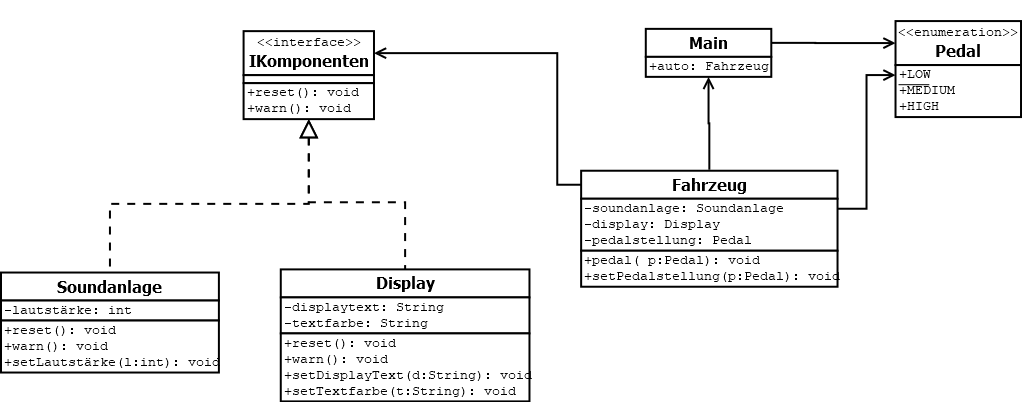 <<interface>>
IKomponenten
+reset(): void
+warn(): void
Main
+auto: Fahrzeug
<<enumeration>>
Pedal
+LOW
+MEDIUM
+HIGH
Fahrzeug
-soundanlage: Soundanlage
-display: Display
-pedalstellung: Pedal
+pedal( p:Pedal): void
+setPedalstellung(p:Pedal): void
Soundanlage
-lautstärke: int
+reset(): void
+warn(): void
+setLautstärke(l:int): void
Display
-displaytext: String
-textfarbe: String
+reset(): void
+warn(): void
+setDisplayText(d:String): void
+setTextfarbe(t:String): void